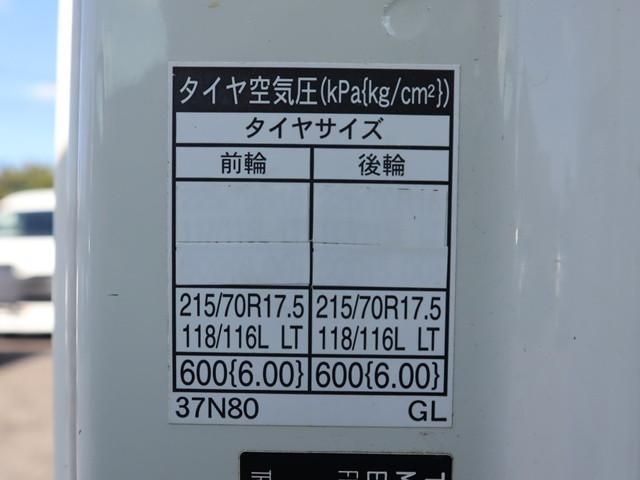 タイヤ空気圧(kPa{kg/cm²})
タイヤサイズ
前輪 後輪
215/70R17.5 215/70R17.5
118/116L LT 118/116L LT
600{6.00} 600{6.00}
37N80 GL